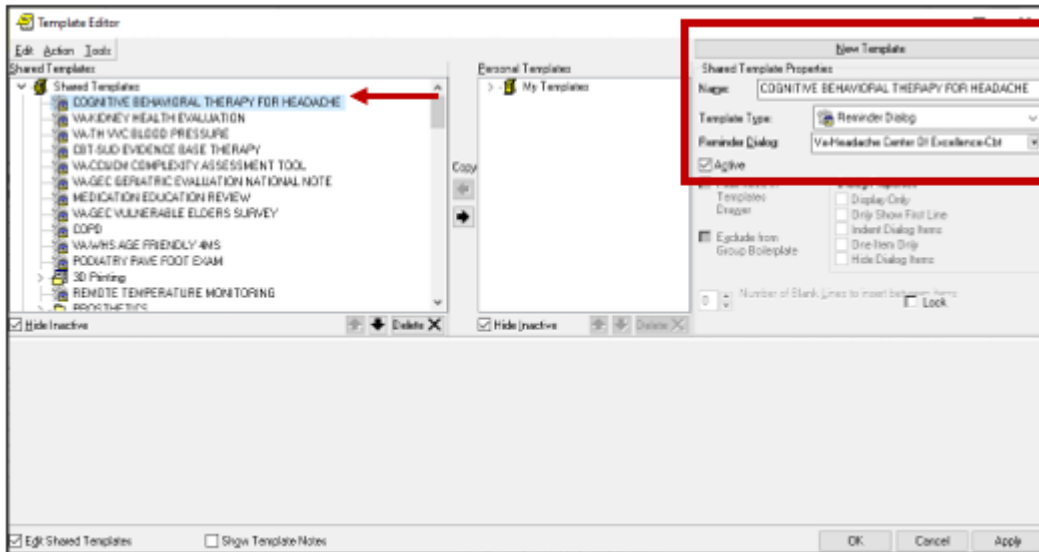 Template Editor
Edit Action Tools
Shared Templates
Shared Templates
COGNITIVE BEHAVIORAL THERAPY FOR HEADACHE
VA-KIDNEY HEALTH EVALUATION
VA-TH VVC BLOOD PRESSURE
CBT-SUD EVIDENCE BASE THERAPY
COMPLEXITY ASSESSMENT TOOL
VA-GEC GERIATRIC EVALUATION NATIONAL NOTE
MEDICATION EDUCATION REVIEW
VA-GEC VULNERABLE ELDERS SURVEY
COPD
VA-WHS AGE FRIENDLY 4MS
PODIATRY PAVE FOOT EXAM
3D Printing
REMOTE TEMPERATURE MONITORING
PROSTHETICS
Hide Inactive
Delete
Copy
Personal Templates
My Templates
Hide Inactive
Delete
New Template
Shared Template Properties
Name: COGNITIVE BEHAVIORAL THERAPY FOR HEADACHE
Template Type: Reminder Dialog
Reminder Dialog: Va-Headache Center Of Excellence-Cbt
Active
Templates
Drawer
Exclude from
Group Boilerplate
Display Only
Only Show First Line
Indent Dialog Items
One Item Only
Hide Dialog Items
0 Number of Blank Lines to insert between items
Lock
Edit Shared Templates
Show Template Notes
OK Cancel Apply